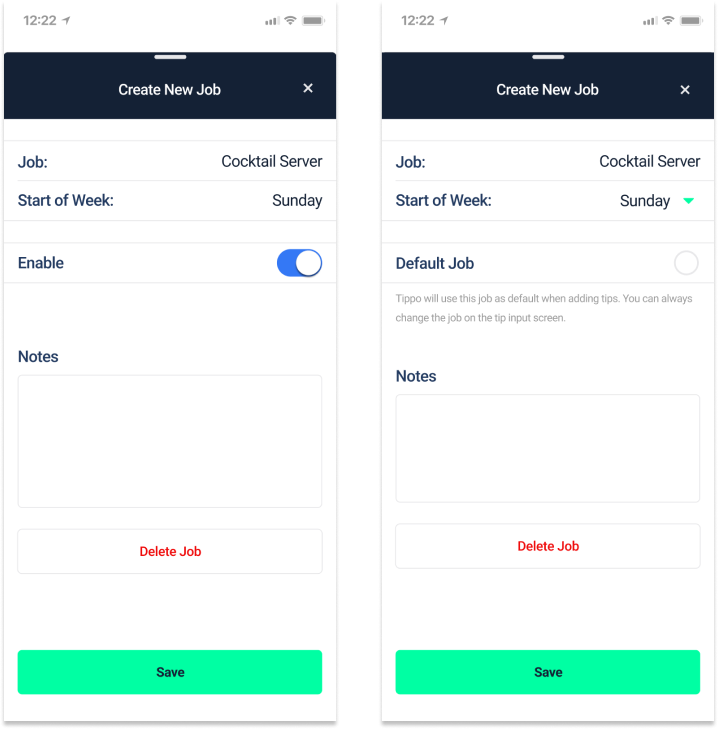 12:22
Create New Job
×
Job:
Cocktail Server
Start of Week:
Sunday
Enable
Notes
Delete Job
Save
12:22
Create New Job
×
Job:
Cocktail Server
Start of Week:
Sunday
Default Job
Tippo will use this job as default when adding tips. You can always
change the job on the tip input screen.
Notes
Delete Job
Save